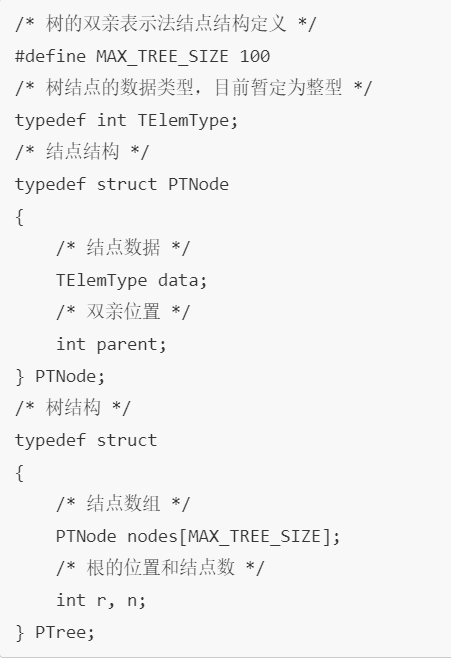 /* 树的双亲表示法结点结构定义 */
#define MAX_TREE_SIZE 100
/* 树结点的数据类型，目前暂定为整型 */
typedef int TElemType;
/* 结点结构 */
typedef struct PTNode
{
    /* 结点数据 */
    TElemType data;
    /* 双亲位置 */
    int parent;
} PTNode;
/* 树结构 */
typedef struct
{
    /* 结点数组 */
    PTNode nodes[MAX_TREE_SIZE];
    /* 根的位置和结点数 */
    int r, n;
} PTree;